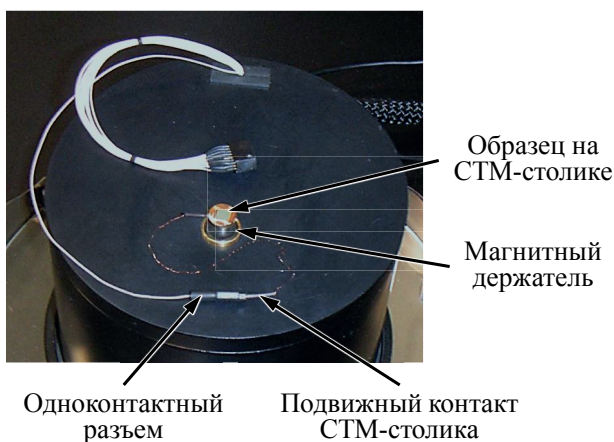 Образец на
СТМ-столике
Магнитный
держатель
Одноконтактный
разъем
Подвижный контакт
СТМ-столика